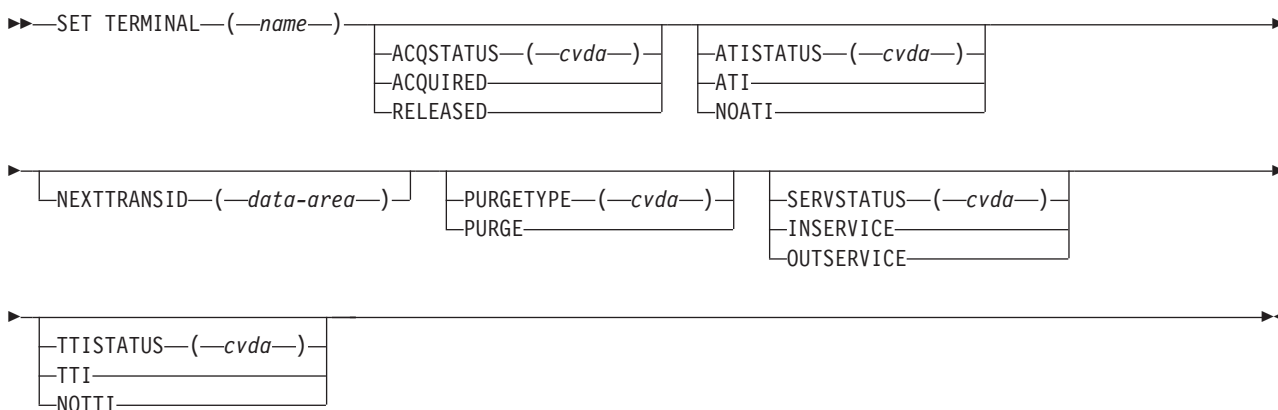 SET TERMINAL ( name )
ACQSTATUS ( cvda )
ACQUIRED
RELEASED
ATISTATUS ( cvda )
ATI
NOATI
NEXTTRANSID ( data-area )
PURGETYPE ( cvda )
PURGE
SERVSTATUS ( cvda )
INSERVICE
OUTSERVICE
TTISTATUS ( cvda )
TTI
NOTTI